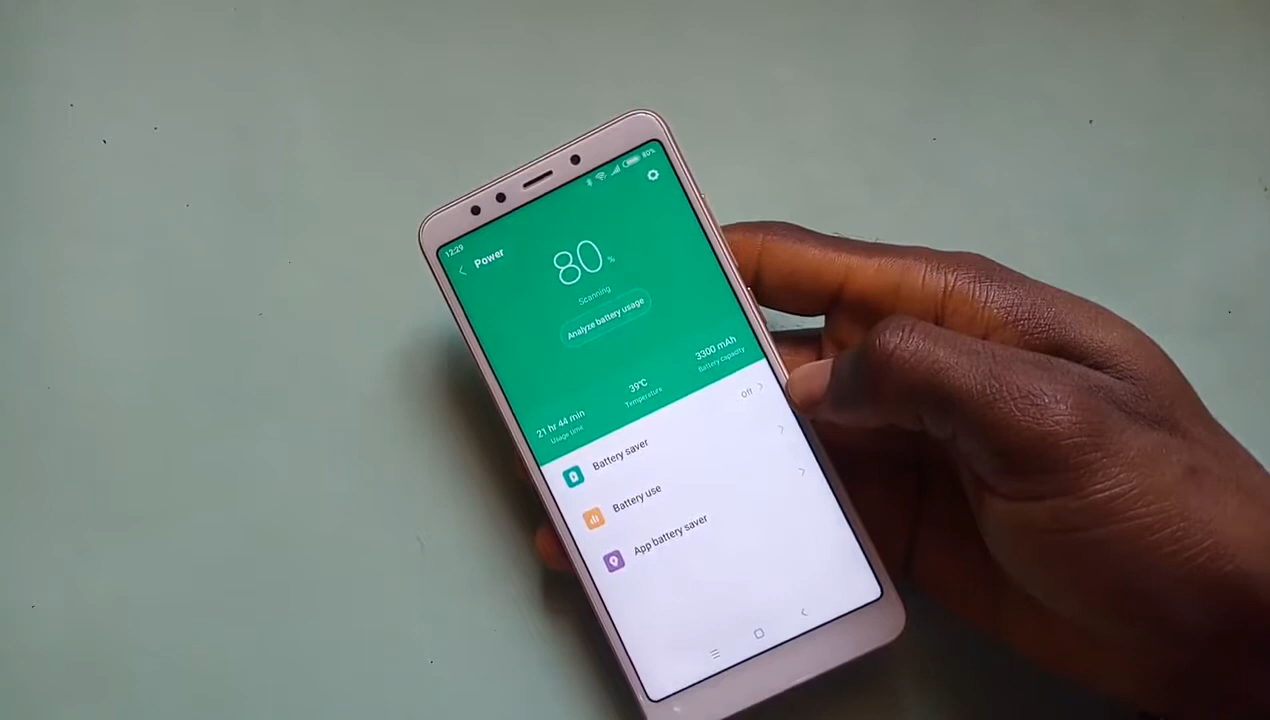 12:29
80%
Power
80 %
Scanning
Analyze battery usage
21 hr 44 min
Usage time
39°C
Temperature
3300 mAh
Battery capacity
Battery saver
Off
Battery use
App battery saver